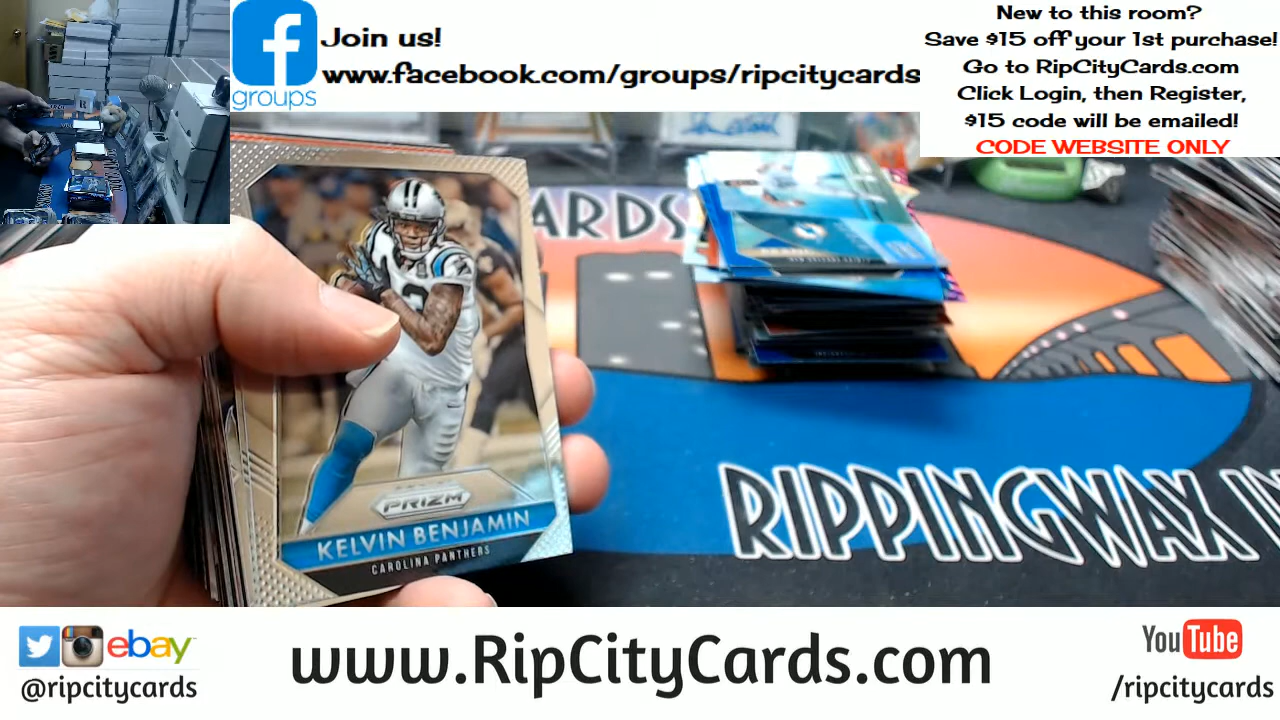 Join us!
www.facebook.com/groups/ripcitycards
groups
New to this room?
Save $15 off your 1st purchase!
Go to RipCityCards.com
Click Login, then Register,
$15 code will be emailed!
CODE WEBSITE ONLY
ARDS
PRIZM
KELVIN BENJAMIN
CAROLINA PANTHERS
RIPPINGWAX
ebay
@ripcitycards
www.RipCityCards.com
YouTube
/ripcitycards